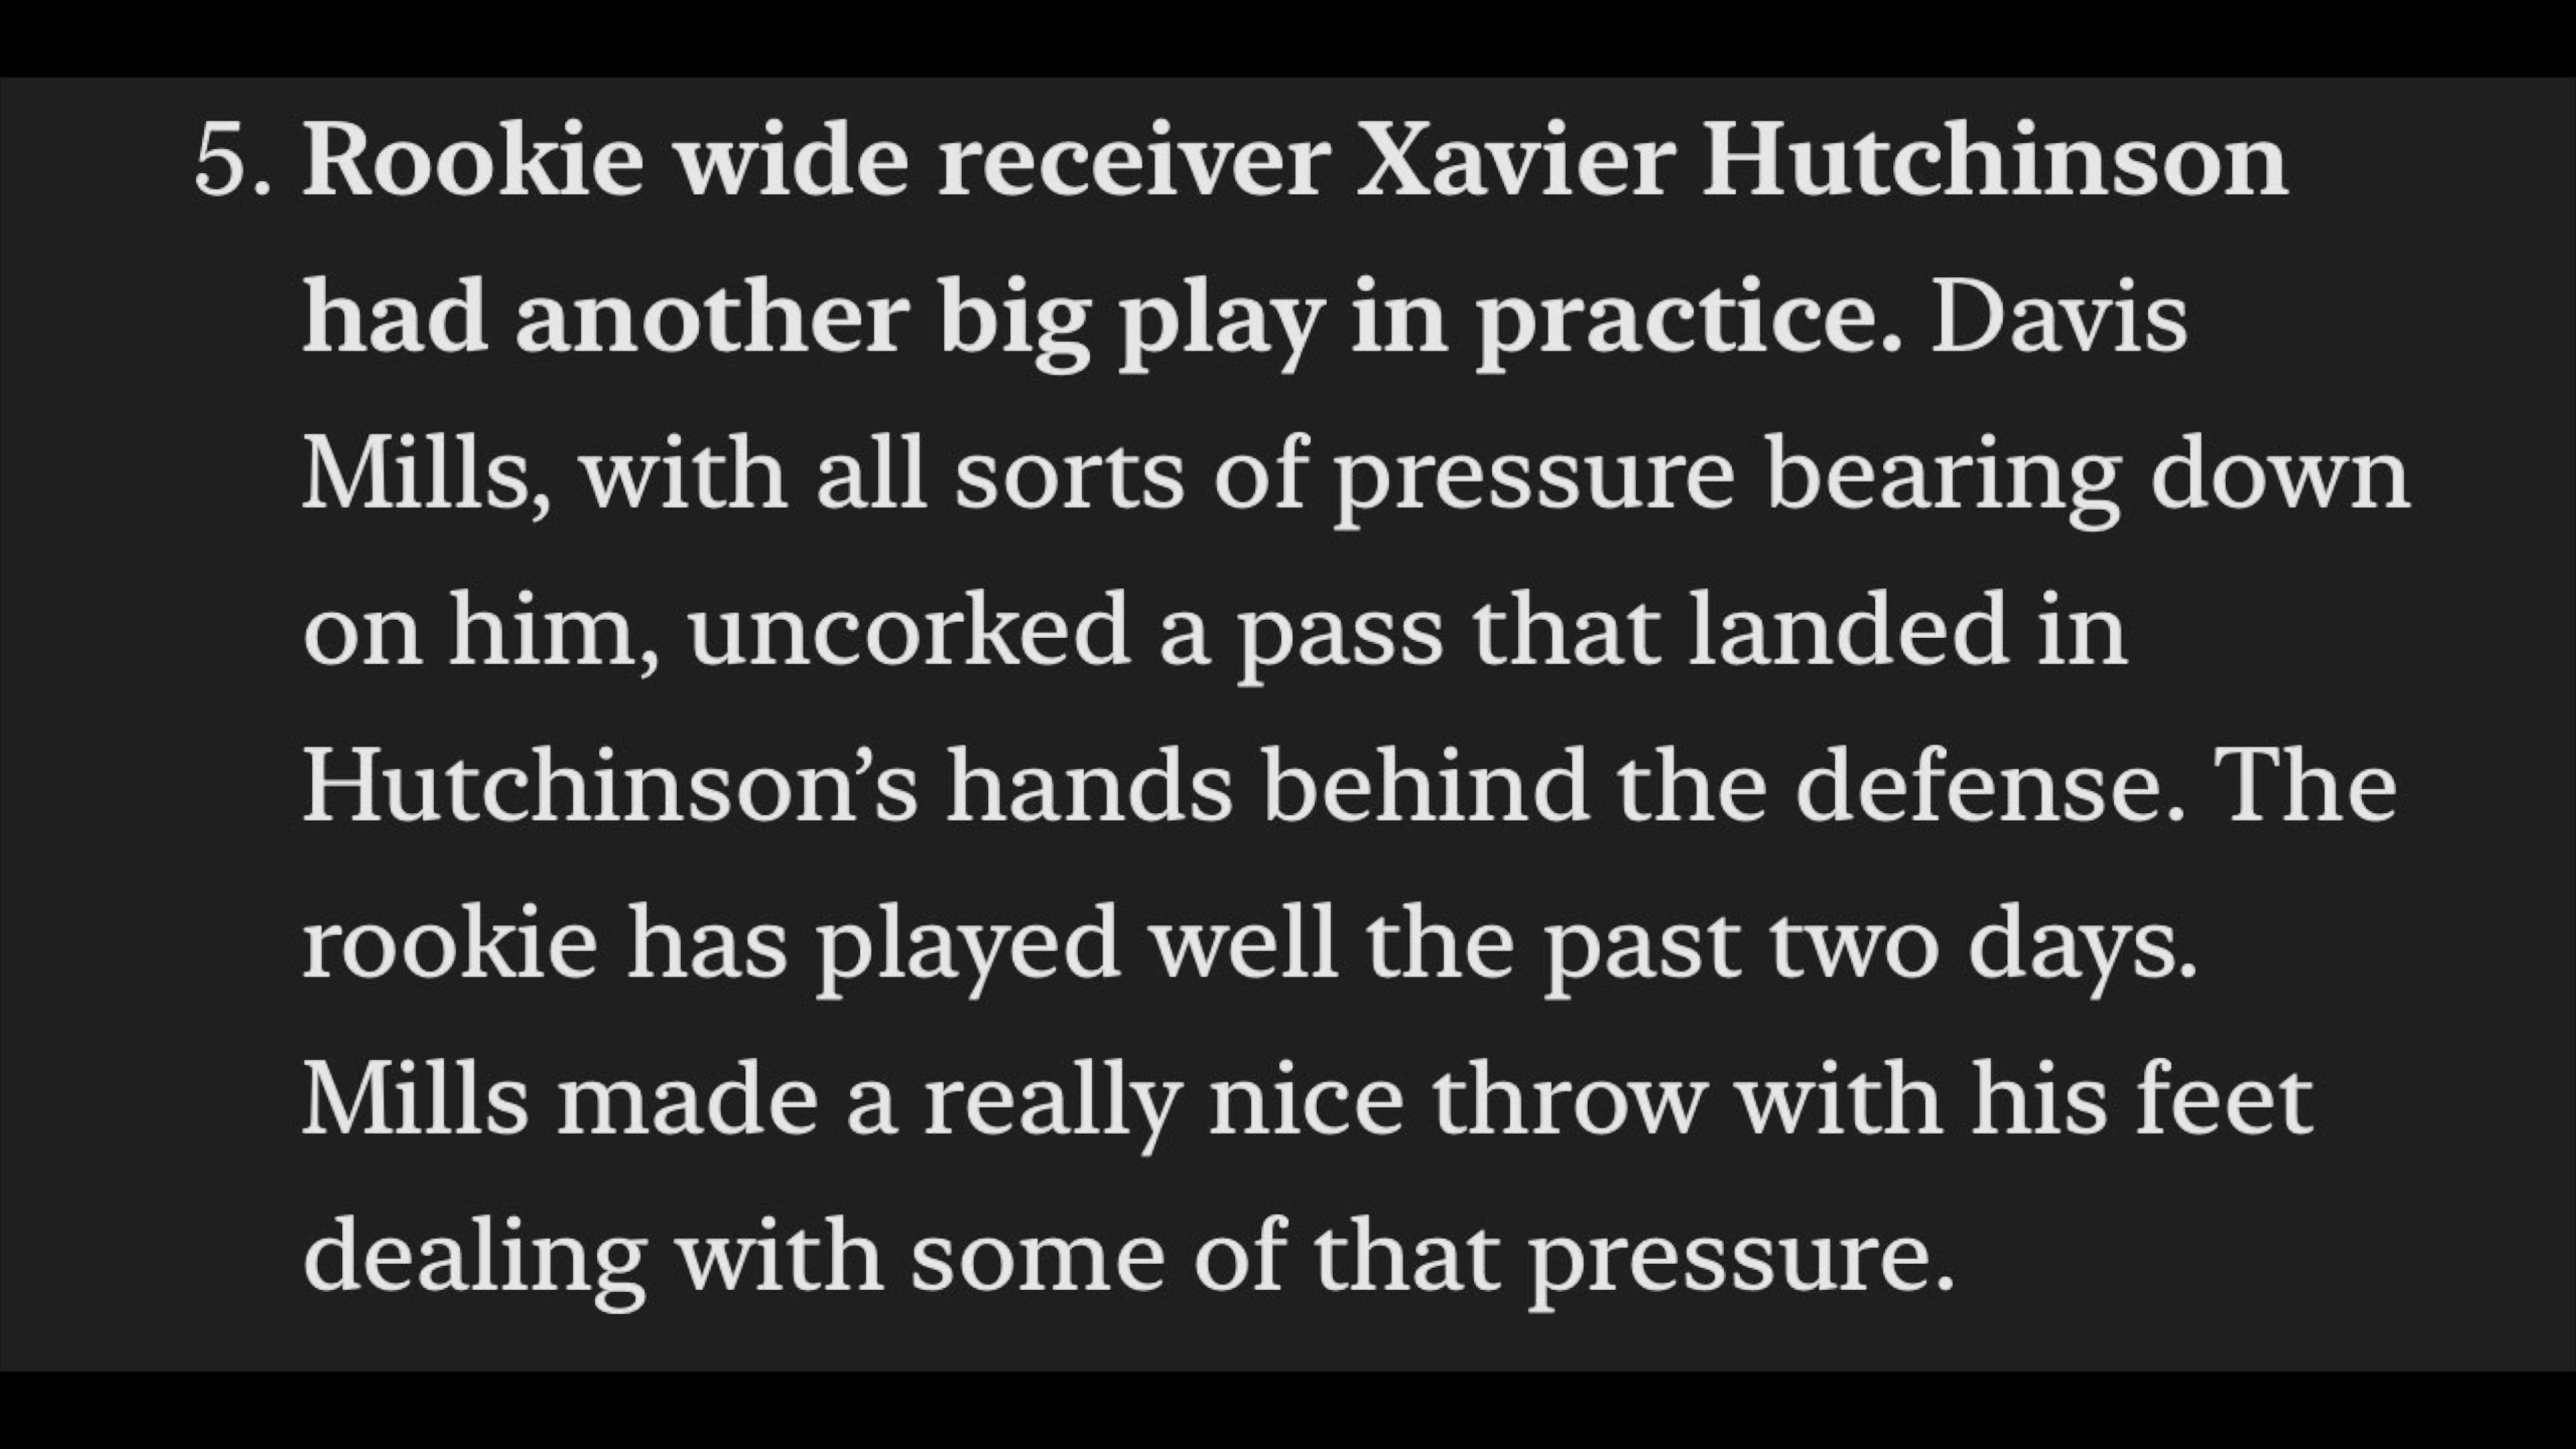 5. Rookie wide receiver Xavier Hutchinson
had another big play in practice. Davis
Mills, with all sorts of pressure bearing down
on him, uncorked a pass that landed in
Hutchinson’s hands behind the defense. The
rookie has played well the past two days.
Mills made a really nice throw with his feet
dealing with some of that pressure.